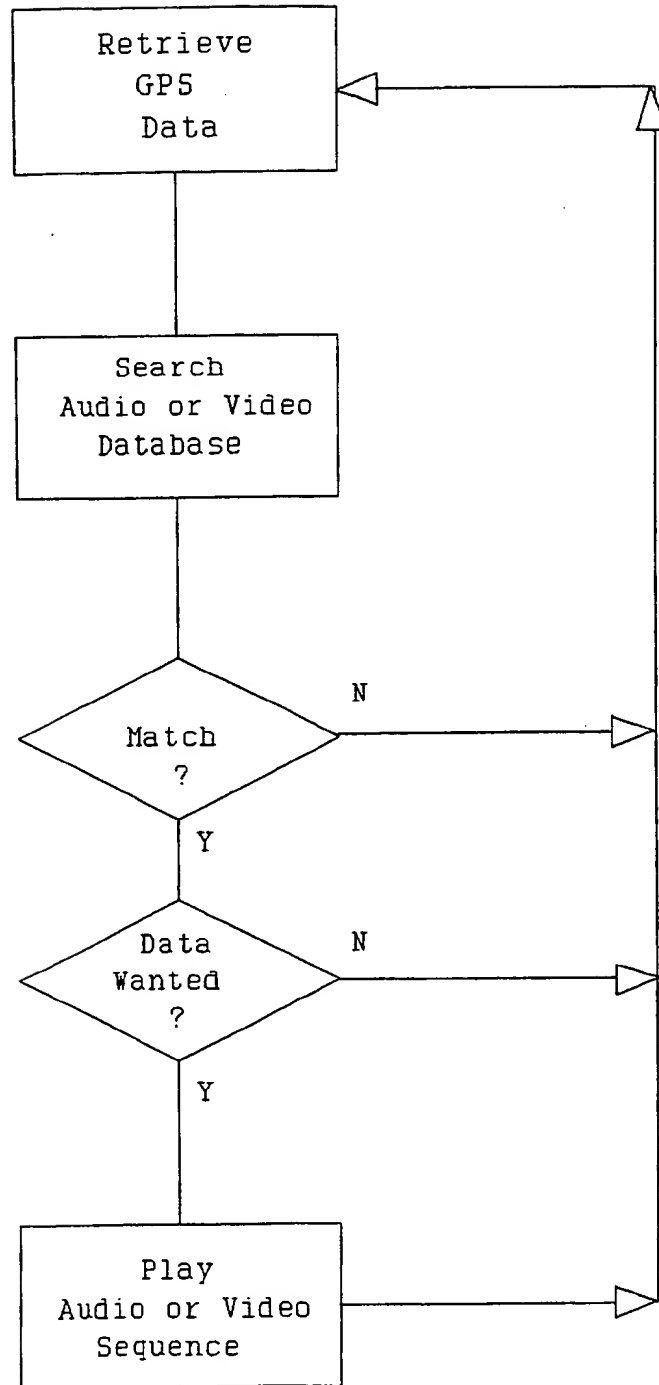 Retrieve
GPS
Data
Search
Audio or Video
Database
Match
?
N
Y
Data
Wanted
?
N
Y
Play
Audio or Video
Sequence